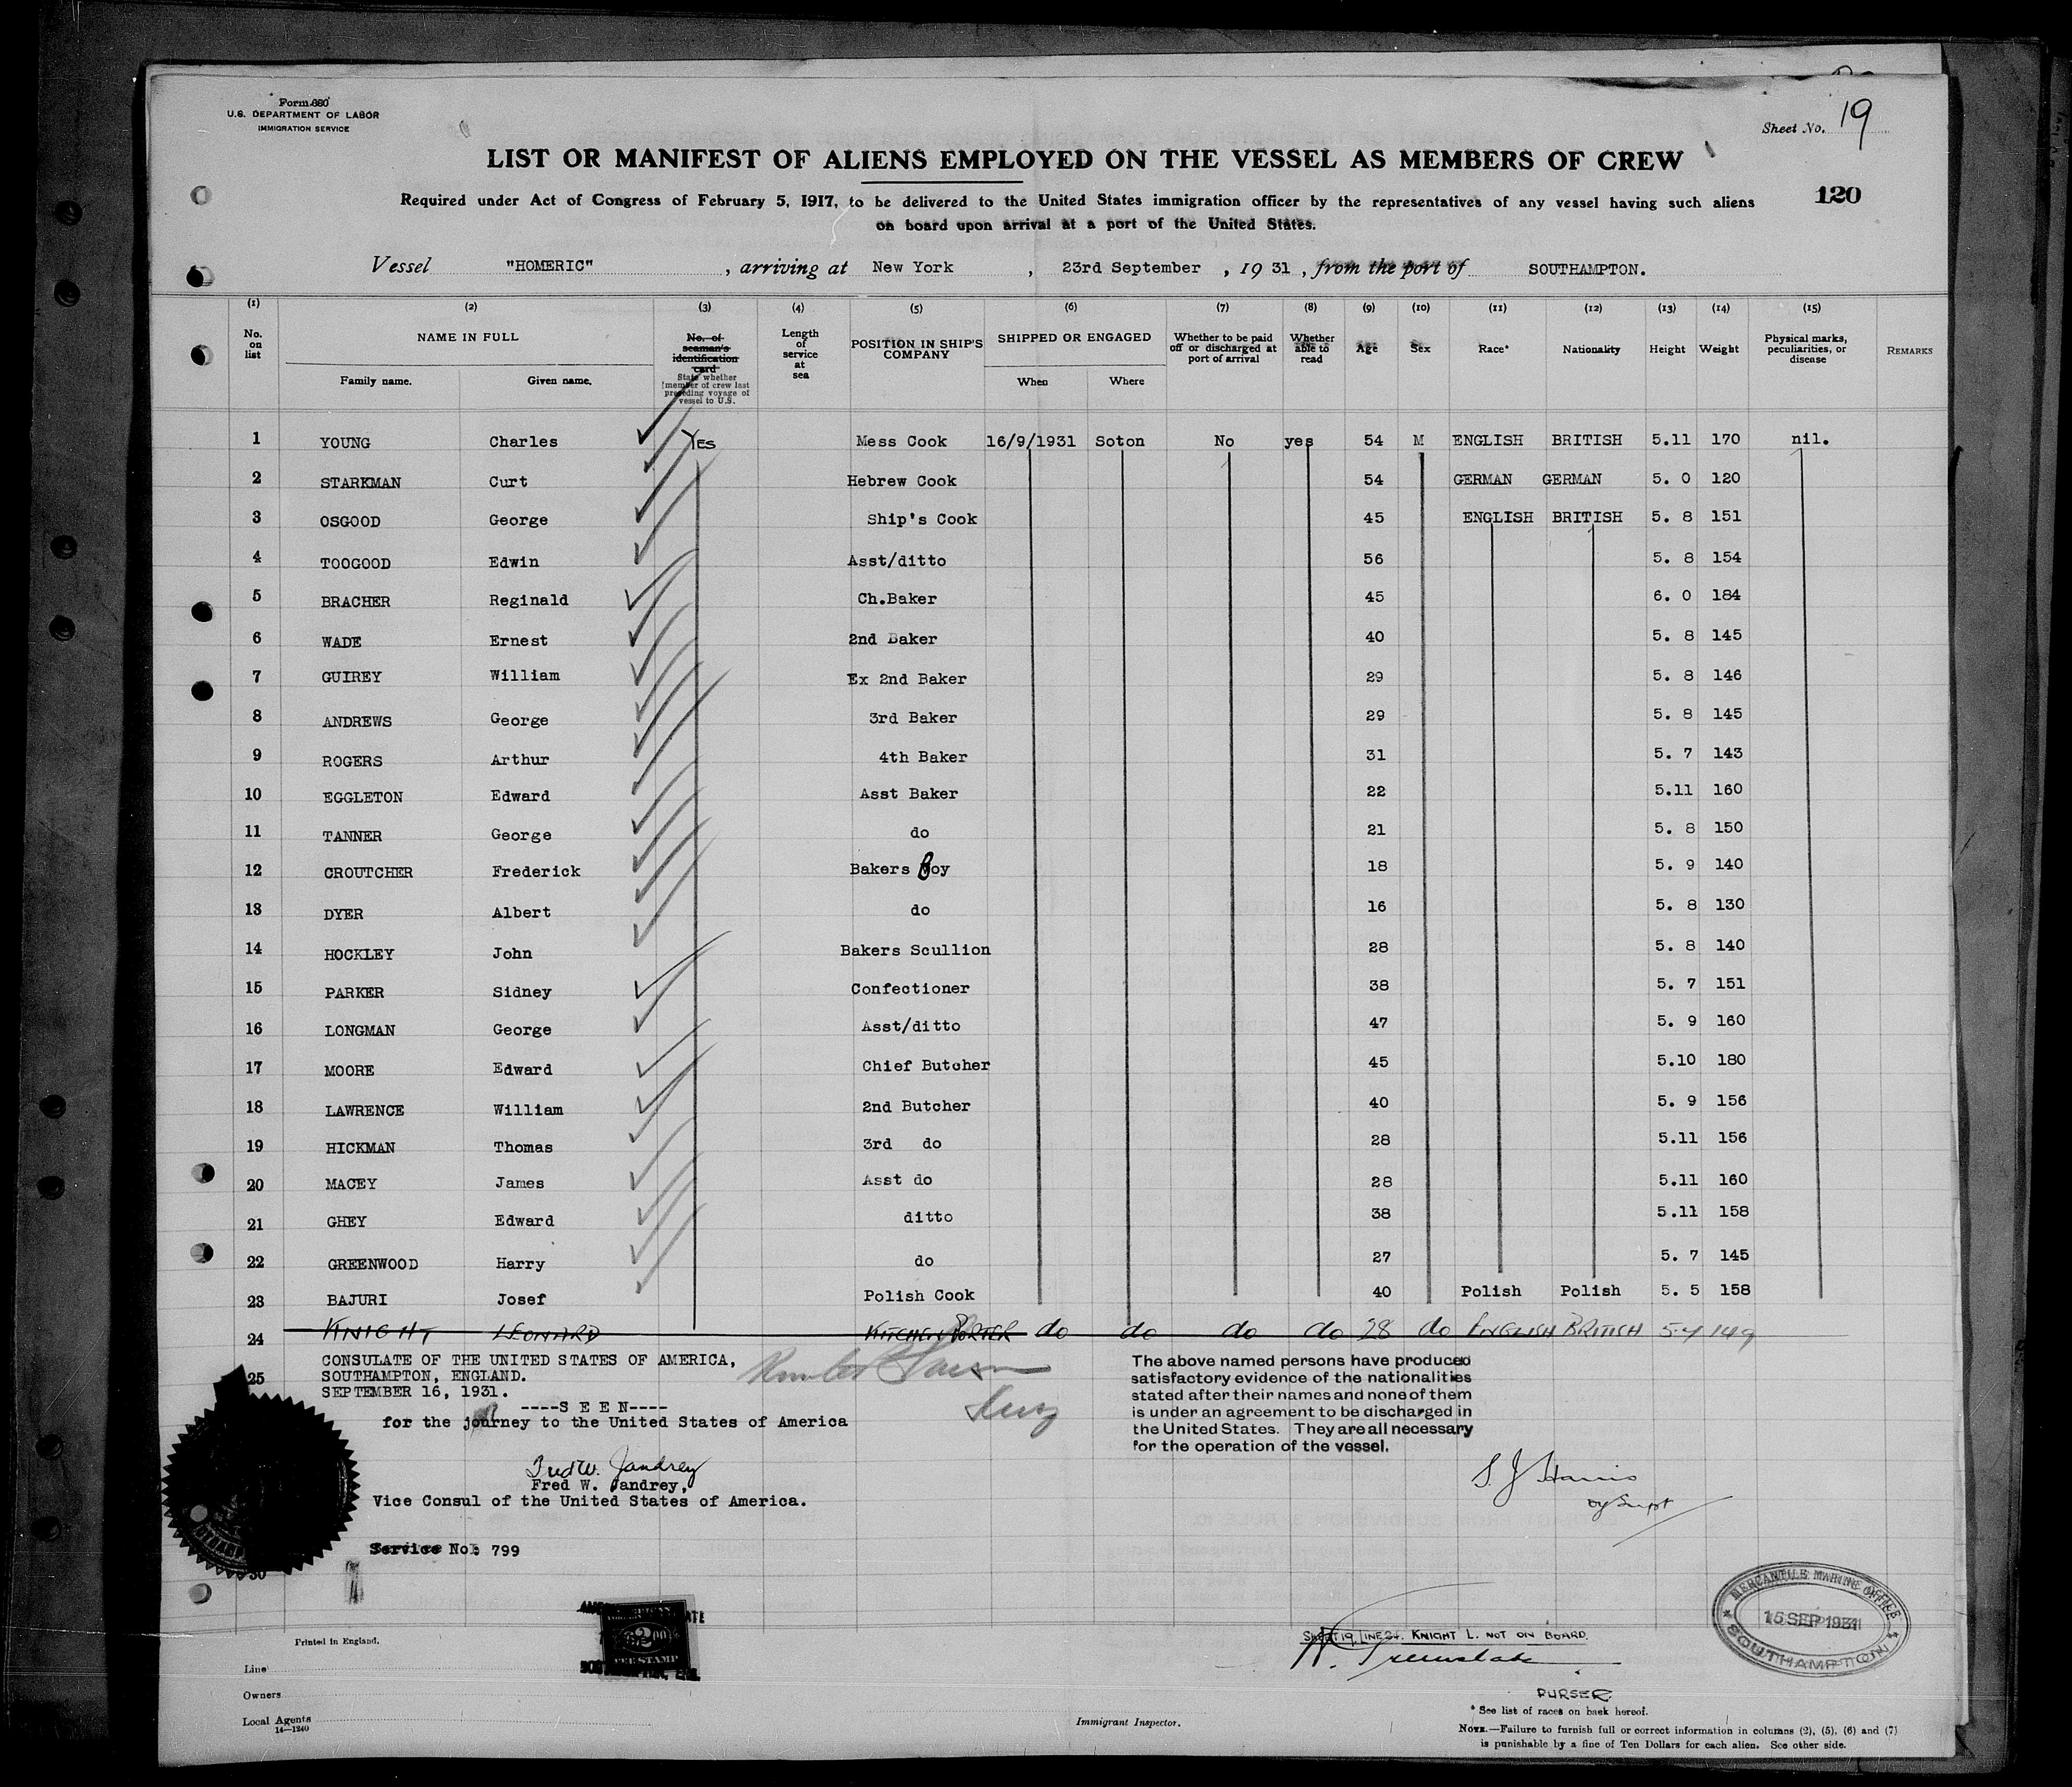 Form 680
U.S. DEPARTMENT OF LABOR
IMMIGRATION SERVICE
Sheet No. 19
LIST OR MANIFEST OF ALIENS EMPLOYED ON THE VESSEL AS MEMBERS OF CREW
120
Required under Act of Congress of February 5, 1917, to be delivered to the United States immigration officer by the representatives of any vessel having such aliens
on board upon arrival at a port of the United States.
Vessel "HOMERIC", arriving at New York, 23rd September, 1931, from the port of SOUTHAMPTON.
(1) (2) (3) (4) (5) (6) (7) (8) (9) (10) (11) (12) (13) (14) (15)
No. on list NAME IN FULL No. of seaman's identification card State whether member of crew last preceding voyage of vessel to U.S. Length of service at sea POSITION IN SHIP'S COMPANY SHIPPED OR ENGAGED Whether to be paid off or discharged at port of arrival Whether able to read Age Sex Race* Nationality Height Weight Physical marks, peculiarities, or disease REMARKS
Family name. Given name. When Where
1 YOUNG Charles Yes Mess Cook 16/9/1931 Soton No yes 54 M ENGLISH BRITISH 5.11 170 nil.
2 STARKMAN Curt Hebrew Cook 54 GERMAN GERMAN 5. 0 120
3 OSGOOD George Ship's Cook 45 ENGLISH BRITISH 5. 8 151
4 TOOGOOD Edwin Asst/ditto 56 5. 8 154
5 BRACHER Reginald Ch.Baker 45 6. 0 184
6 WADE Ernest 2nd Baker 40 5. 8 145
7 GUIREY William Ex 2nd Baker 29 5. 8 146
8 ANDREWS George 3rd Baker 29 5. 8 145
9 ROGERS Arthur 4th Baker 31 5. 7 143
10 EGGLETON Edward Asst Baker 22 5.11 160
11 TANNER George do 21 5. 8 150
12 CROUTCHER Frederick Bakers Boy 18 5. 9 140
13 DYER Albert do 16 5. 8 130
14 HOCKLEY John Bakers Scullion 28 5. 8 140
15 PARKER Sidney Confectioner 38 5. 7 151
16 LONGMAN George Asst/ditto 47 5. 9 160
17 MOORE Edward Chief Butcher 45 5.10 180
18 LAWRENCE William 2nd Butcher 40 5. 9 156
19 HICKMAN Thomas 3rd do 28 5.11 156
20 MACEY James Asst do 28 5.11 160
21 GHEY Edward ditto 38 5.11 158
22 GREENWOOD Harry do 27 5. 7 145
23 BAJURI Josef Polish Cook 40 Polish Polish 5. 5 158
24 KNIGHT LEONARD KITCHEN PORTER do do do do 28 do ENGLISH BRITISH 5.4 149
CONSULATE OF THE UNITED STATES OF AMERICA,
25 SOUTHAMPTON, ENGLAND.
SEPTEMBER 16, 1931.
----S E E N----
for the journey to the United States of America
The above named persons have produced
satisfactory evidence of the nationalities
stated after their names and none of them
is under an agreement to be discharged in
the United States. They are all necessary
for the operation of the vessel.
Fred W. Jandrey
Fred W. Jandrey,
Vice Consul of the United States of America.
S. J. Harris
Service No: 799
30
MERCANTILE MARINE OFFICE
15 SEP 1931
SOUTHAMPTON
SHEET 19. LINE 24. KNIGHT L. NOT ON BOARD.
PURSER
Printed in England.
Line
Owners
Local Agents
14—1240
Immigrant Inspector.
* See list of races on back hereof.
NOTE.—Failure to furnish full or correct information in columns (2), (5), (6) and (7)
is punishable by a fine of Ten Dollars for each alien. See other side.